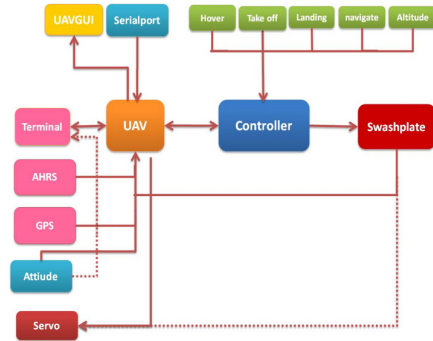 UAVGUI
Serialport
Hover
Take off
Landing
navigate
Altitude
Terminal
UAV
Controller
Swashplate
AHRS
GPS
Attiude
Servo